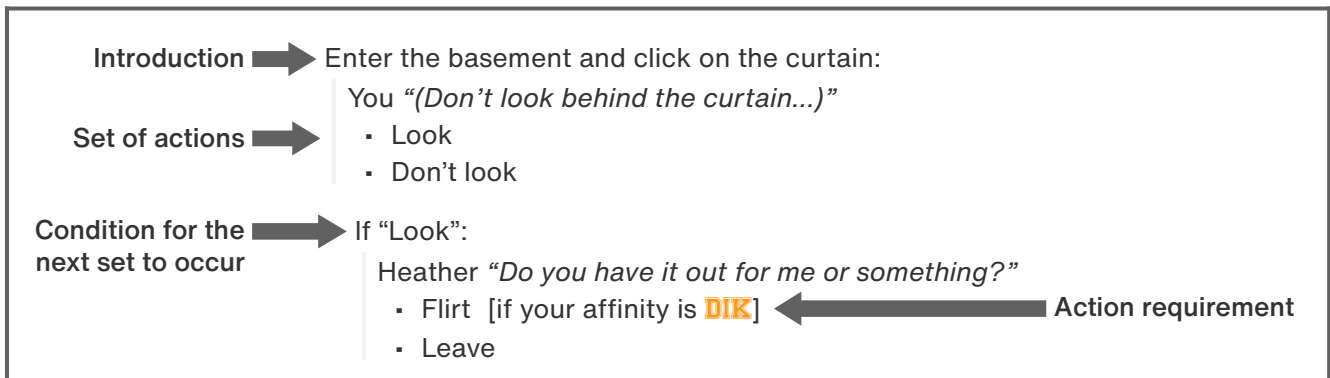 Introduction
Enter the basement and click on the curtain:
You “(Don’t look behind the curtain...)”
Set of actions
▪ Look
▪ Don’t look
Condition for the
next set to occur
If “Look”:
Heather “Do you have it out for me or something?”
▪ Flirt [if your affinity is DIK]
Action requirement
▪ Leave